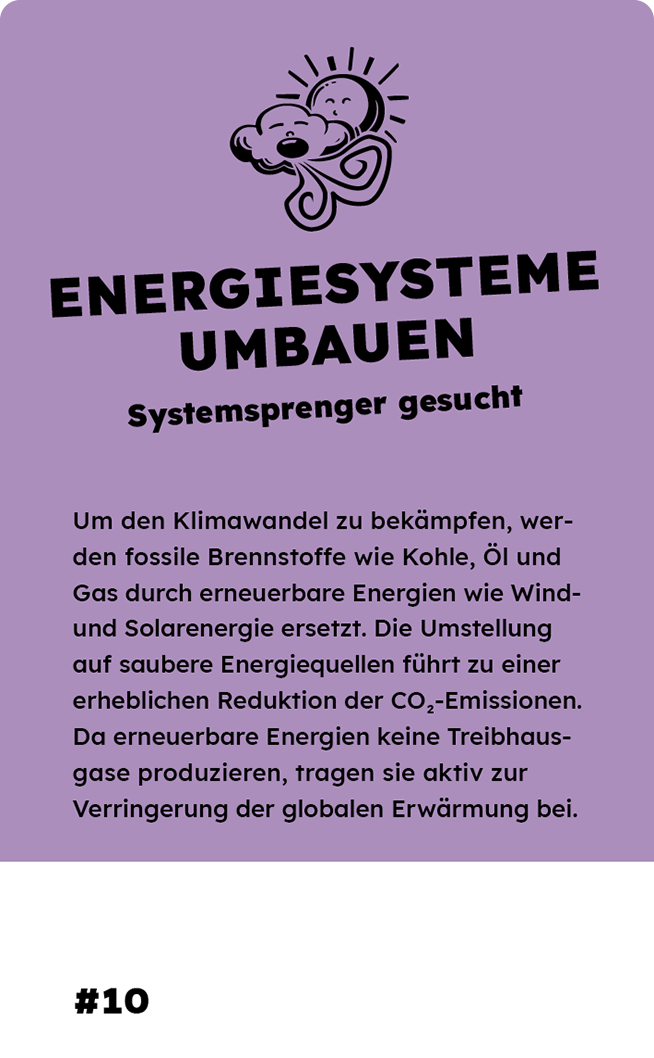 ENERGIESYSTEME
UMBAUEN
Systemsprenger gesucht
Um den Klimawandel zu bekämpfen, wer-
den fossile Brennstoffe wie Kohle, Öl und
Gas durch erneuerbare Energien wie Wind-
und Solarenergie ersetzt. Die Umstellung
auf saubere Energiequellen führt zu einer
erheblichen Reduktion der CO₂-Emissionen.
Da erneuerbare Energien keine Treibhaus-
gase produzieren, tragen sie aktiv zur
Verringerung der globalen Erwärmung bei.
#10